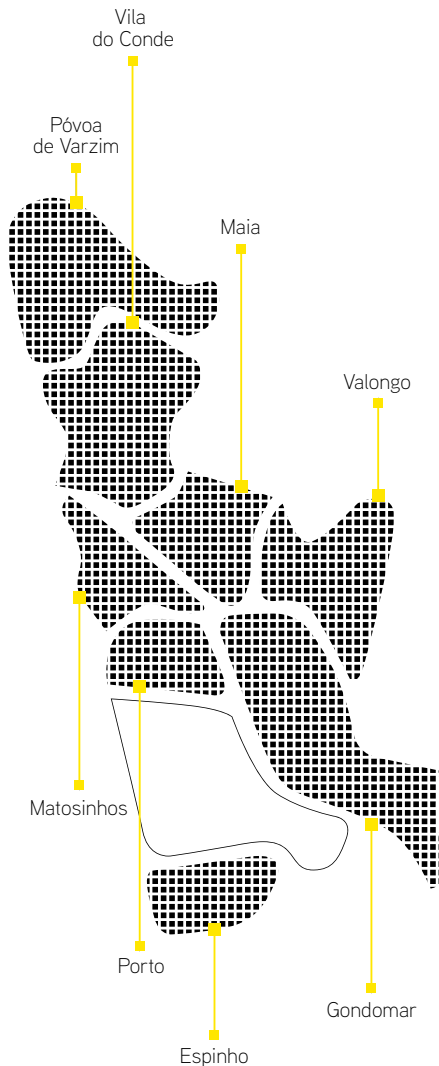 Vila
do Conde
Póvoa
de Varzim
Maia
Valongo
Matosinhos
Porto
Gondomar
Espinho